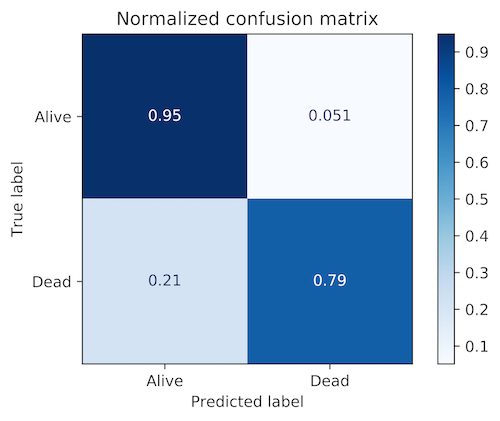 Normalized confusion matrix
True label
Alive
0.95
0.051
Dead
0.21
0.79
Alive
Dead
Predicted label
0.9
0.8
0.7
0.6
0.5
0.4
0.3
0.2
0.1